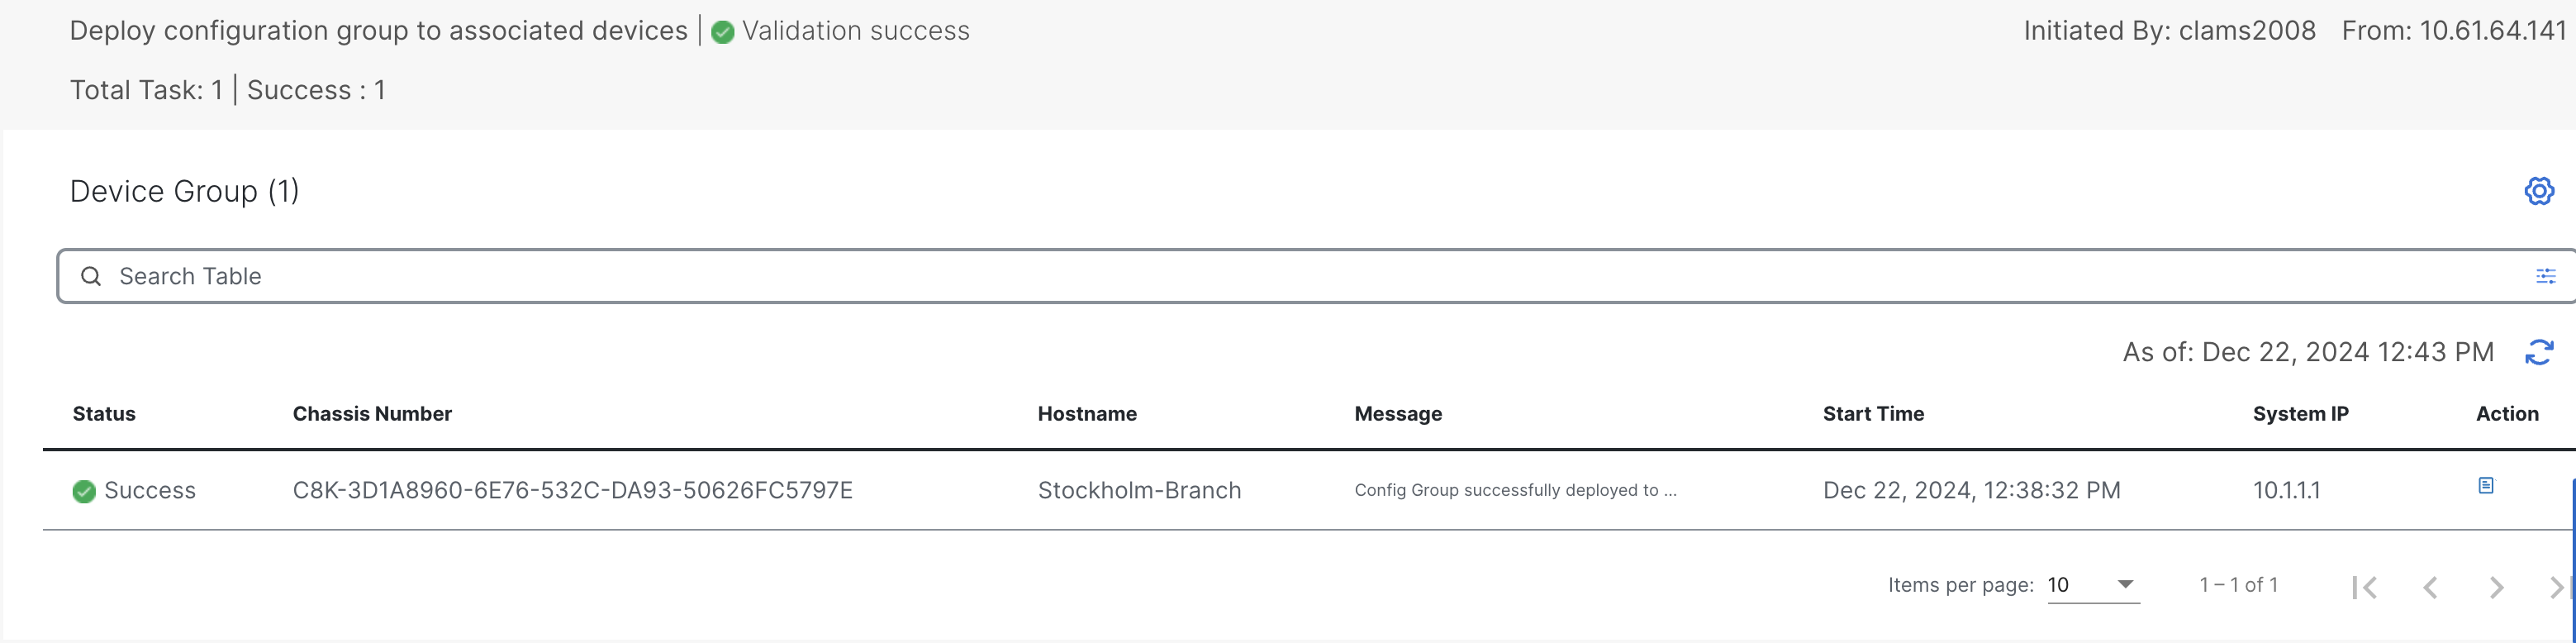 Deploy configuration group to associated devices | Validation success Initiated By: clams2008 From: 10.61.64.141
Total Task: 1 | Success : 1
Device Group (1)
Search Table
As of: Dec 22, 2024 12:43 PM
Status Chassis Number Hostname Message Start Time System IP Action
Success C8K-3D1A8960-6E76-532C-DA93-50626FC5797E Stockholm-Branch Config Group successfully deployed to ... Dec 22, 2024, 12:38:32 PM 10.1.1.1
Items per page: 10 1 – 1 of 1